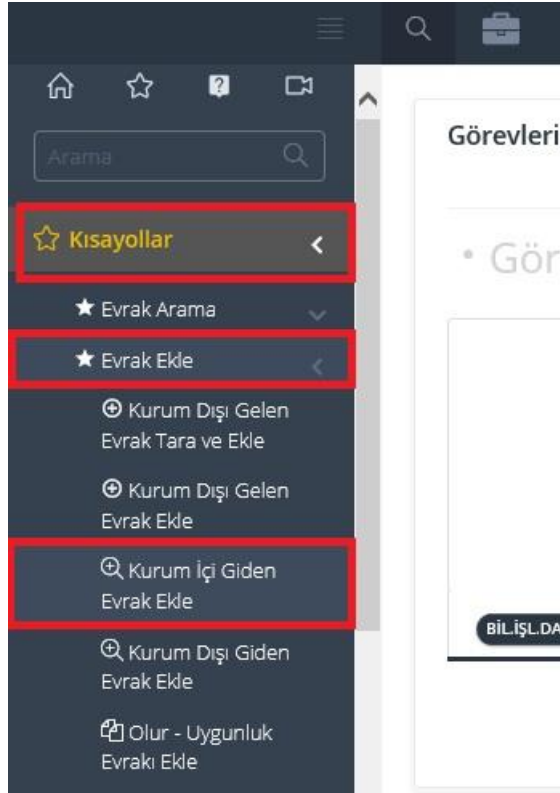 Arama
Görevleri
Kısayollar
• Gör
Evrak Arama
Evrak Ekle
Kurum Dışı Gelen
Evrak Tara ve Ekle
Kurum Dışı Gelen
Evrak Ekle
Kurum İçi Giden
Evrak Ekle
BİL.İŞL.DA
Kurum Dışı Giden
Evrak Ekle
Olur - Uygunluk
Evrakı Ekle